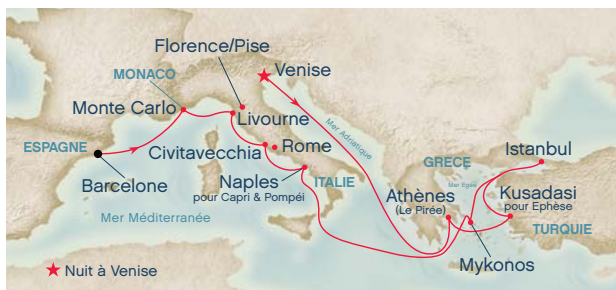 Florence/Pise
Venise
MONACO
Monte Carlo
Livourne
ESPAGNE
Civitavecchia
Rome
Mer Adriatique
Barcelone
Naples
pour Capri & Pompéi
ITALIE
Mer Méditerranée
GRÈCE
Istanbul
Mer Egée
Athènes
(Le Pirée)
Kusadasi
pour Ephèse
TURQUIE
Mykonos
Nuit à Venise